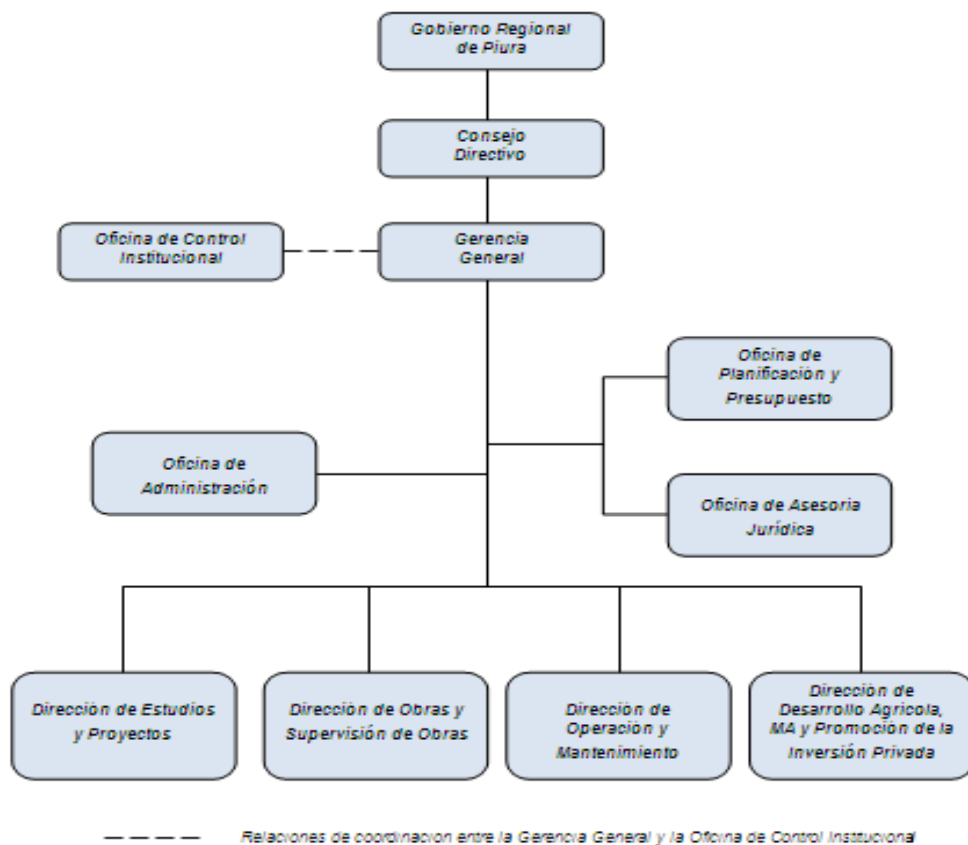 Gobierno Regional
de Piura
Consejo
Directivo
Oficina de Control
Institucional
Gerencia
General
Oficina de
Planificación y
Presupuesto
Oficina de
Administración
Oficina de Asesoria
Jurídica
Dirección de Estudios
y Proyectos
Dirección de Obras y
Supervisión de Obras
Dirección de
Operación y
Mantenimiento
Dirección de
Desarrollo Agricola,
MA y Promoción de la
Inversión Privada
Relaciones de coordinacion entre la Gerencia General y la Oficina de Control Institucional